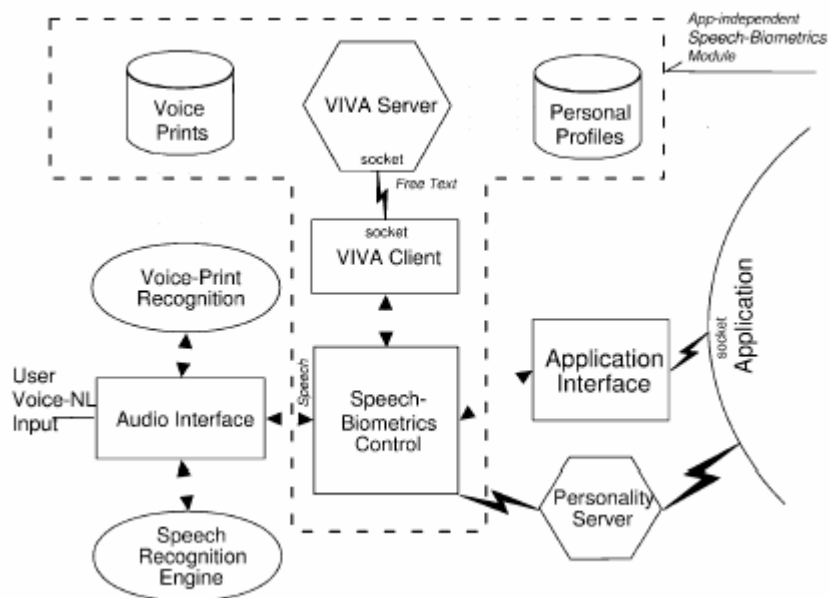 App-independent
Speech-Biometrics
Module
Voice
Prints
VIVA Server
socket
Personal
Profiles
Free Text
socket
VIVA Client
Voice-Print
Recognition
User
Voice-NL
Input
Audio Interface
Speech
Speech-
Biometrics
Control
Application
Interface
socket
Application
Personality
Server
Speech
Recognition
Engine